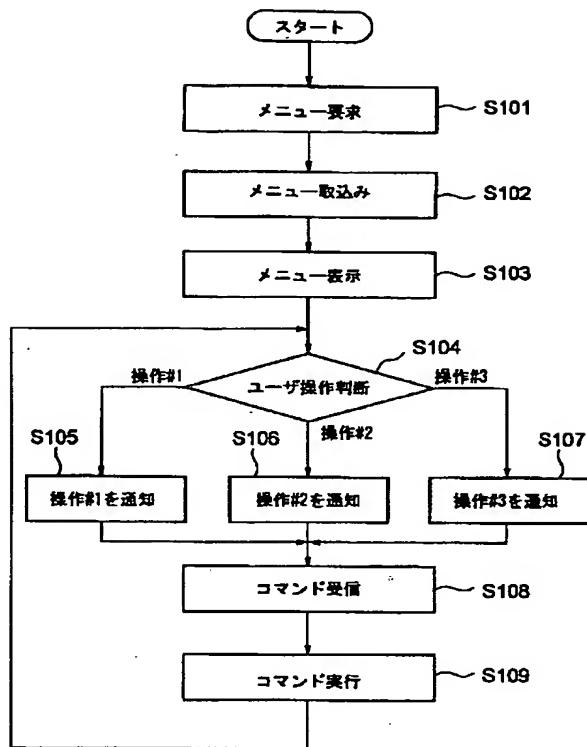 スタート
メニュー要求
S101
メニュー取込み
S102
メニュー表示
S103
S104
ユーザ操作判断
操作#1
操作#3
操作#2
S105
S106
S107
操作#1を通知
操作#2を通知
操作#3を通知
コマンド受信
S108
コマンド実行
S109